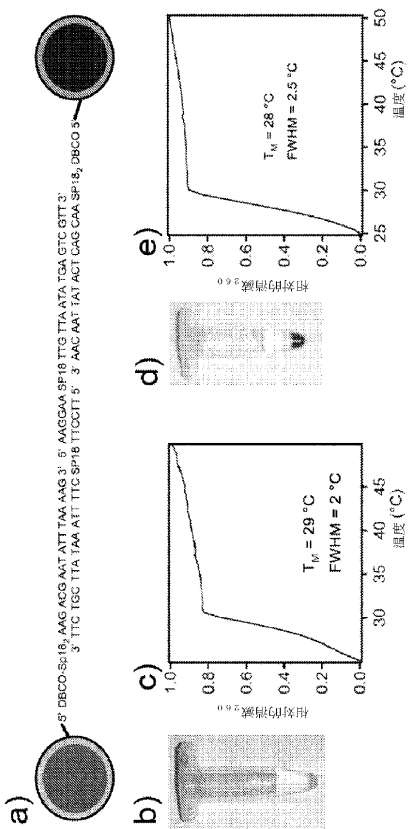 a)
5' DBCO-Sp18₂ AAG ACG AAT ATT TAA AAG 3' 5' AAGGAA SP18 TTG TTA ATA TGA GTC GTT 3'
3' TTC TGC TTA TAA ATT TTC SP18 TTCCTT 5' 3' AAC AAT TAT ACT CAG CAA SP18₂ DBCO 5'
b)
c)
相对的消减₂₆₀
1.0
0.8
0.6
0.4
0.2
0.0
T_M = 29 °C
FWHM = 2 °C
30
35
40
45
温度 (°C)
d)
e)
相对的消减₂₆₀
1.0
0.8
0.6
0.4
0.2
0.0
T_M = 28 °C
FWHM = 2.5 °C
25
30
35
40
45
50
温度 (°C)